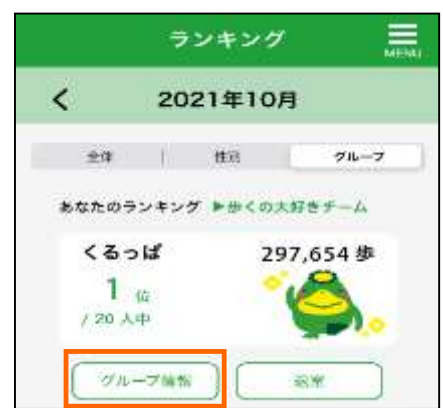 ランキング
MENU
< 2021年10月
全体 | 性別 グループ
あなたのランキング ▶歩くの大好きチーム
くるっぱ 297,654 歩
1 位
/ 20 人中
グループ情報 退室